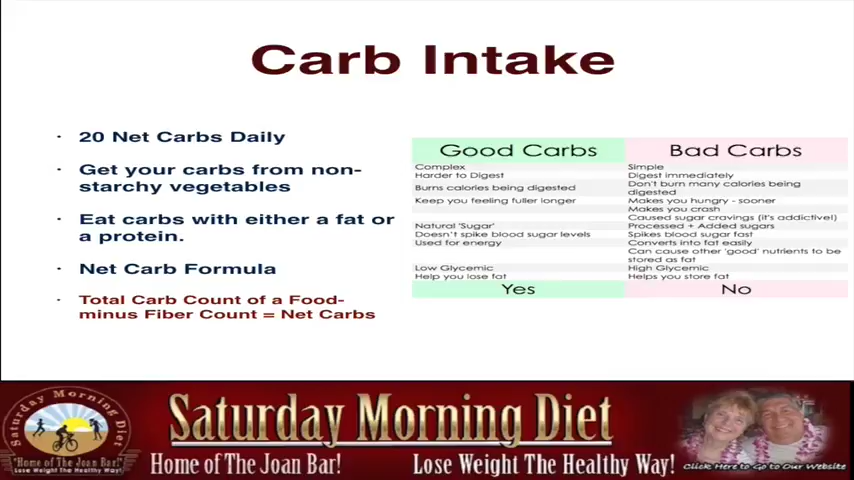 Carb Intake
· 20 Net Carbs Daily
· Get your carbs from non-
starchy vegetables
· Eat carbs with either a fat or
a protein.
· Net Carb Formula
· Total Carb Count of a Food-
minus Fiber Count = Net Carbs
Good Carbs Bad Carbs
Complex Simple
Harder to Digest Digest immediately
Burns calories being digested Don't burn many calories being
digested
Keep you feeling fuller longer Makes you hungry - sooner
Makes you crash
Caused sugar cravings (it's addictive!)
Natural 'Sugar' Processed + Added sugars
Doesn't spike blood sugar levels Spikes blood sugar fast
Used for energy Converts into fat easily
Can cause other 'good' nutrients to be
stored as fat
Low Glycemic High Glycemic
Help you lose fat Helps you store fat
Yes No
Saturday Morning Diet
"Home of The Joan Bar!"
Lose Weight The Healthy Way!
Saturday Morning Diet
Home of The Joan Bar! Lose Weight The Healthy Way!
Click Here to Go to Our Website